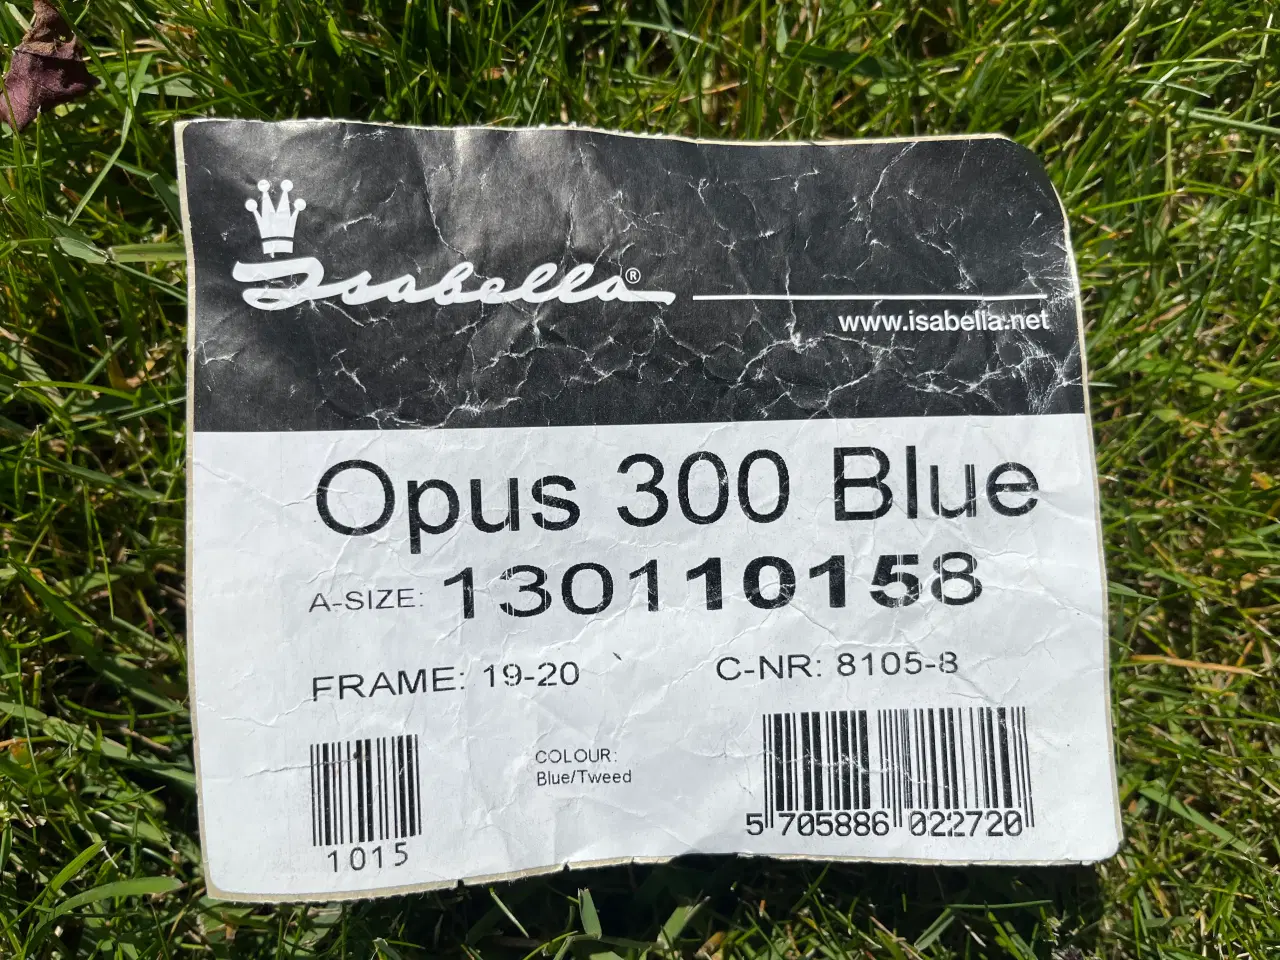 Isabella®
www.isabella.net
Opus 300 Blue
A-SIZE: 130110158
FRAME: 19-20 C-NR: 8105-8
COLOUR:
Blue/Tweed
1015
5 705886 022720